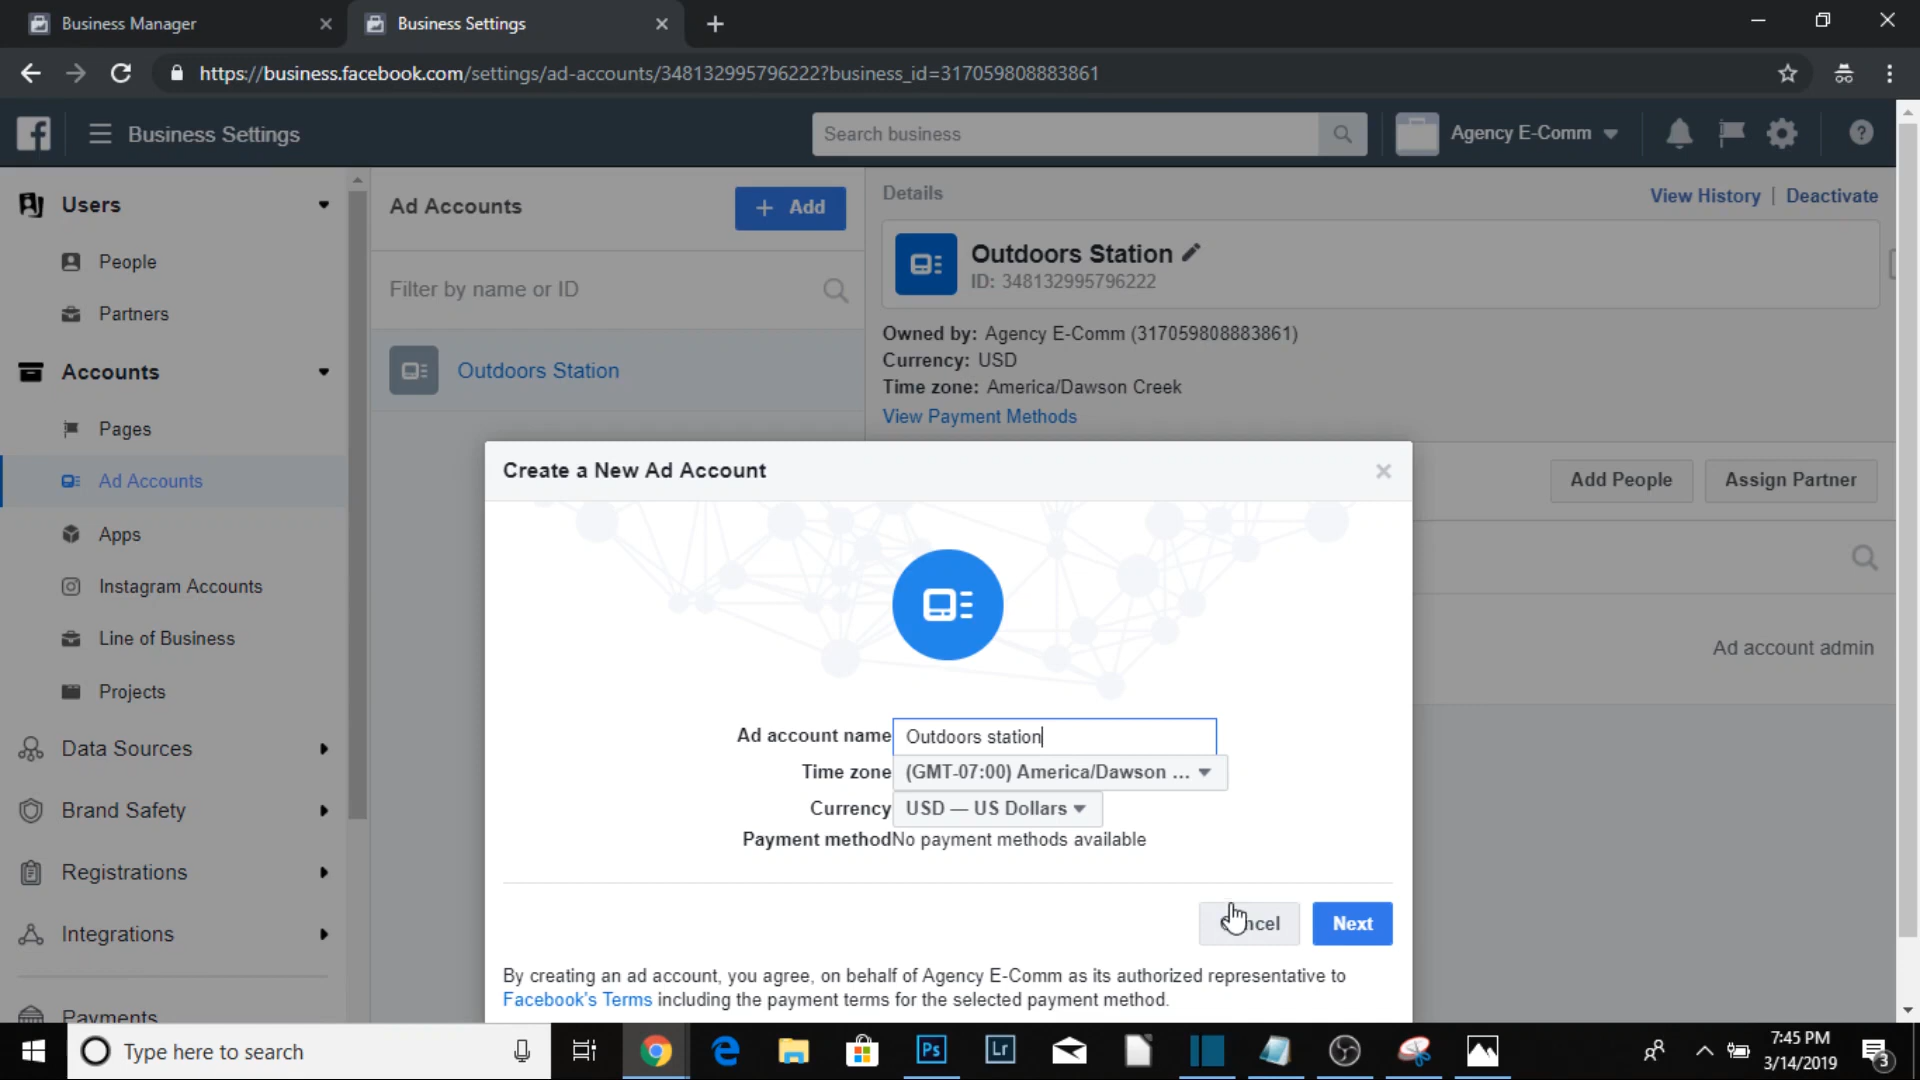 Business Manager
Business Settings
https://business.facebook.com/settings/ad-accounts/348132995796222?business_id=317059808883861
Business Settings
Search business
Agency E-Comm
Users
People
Partners
Accounts
Pages
Ad Accounts
Apps
Instagram Accounts
Line of Business
Projects
Data Sources
Brand Safety
Registrations
Integrations
Payments
Ad Accounts
+ Add
Filter by name or ID
Outdoors Station
Details
View History | Deactivate
Outdoors Station
ID: 348132995796222
Owned by: Agency E-Comm (317059808883861)
Currency: USD
Time zone: America/Dawson Creek
View Payment Methods
Add People
Assign Partner
Ad account admin
Create a New Ad Account
Ad account name Outdoors station
Time zone (GMT-07:00) America/Dawson ...
Currency USD — US Dollars
Payment method No payment methods available
Cancel
Next
By creating an ad account, you agree, on behalf of Agency E-Comm as its authorized representative to
Facebook's Terms including the payment terms for the selected payment method.
Type here to search
Ps
Lr
7:45 PM
3/14/2019
3